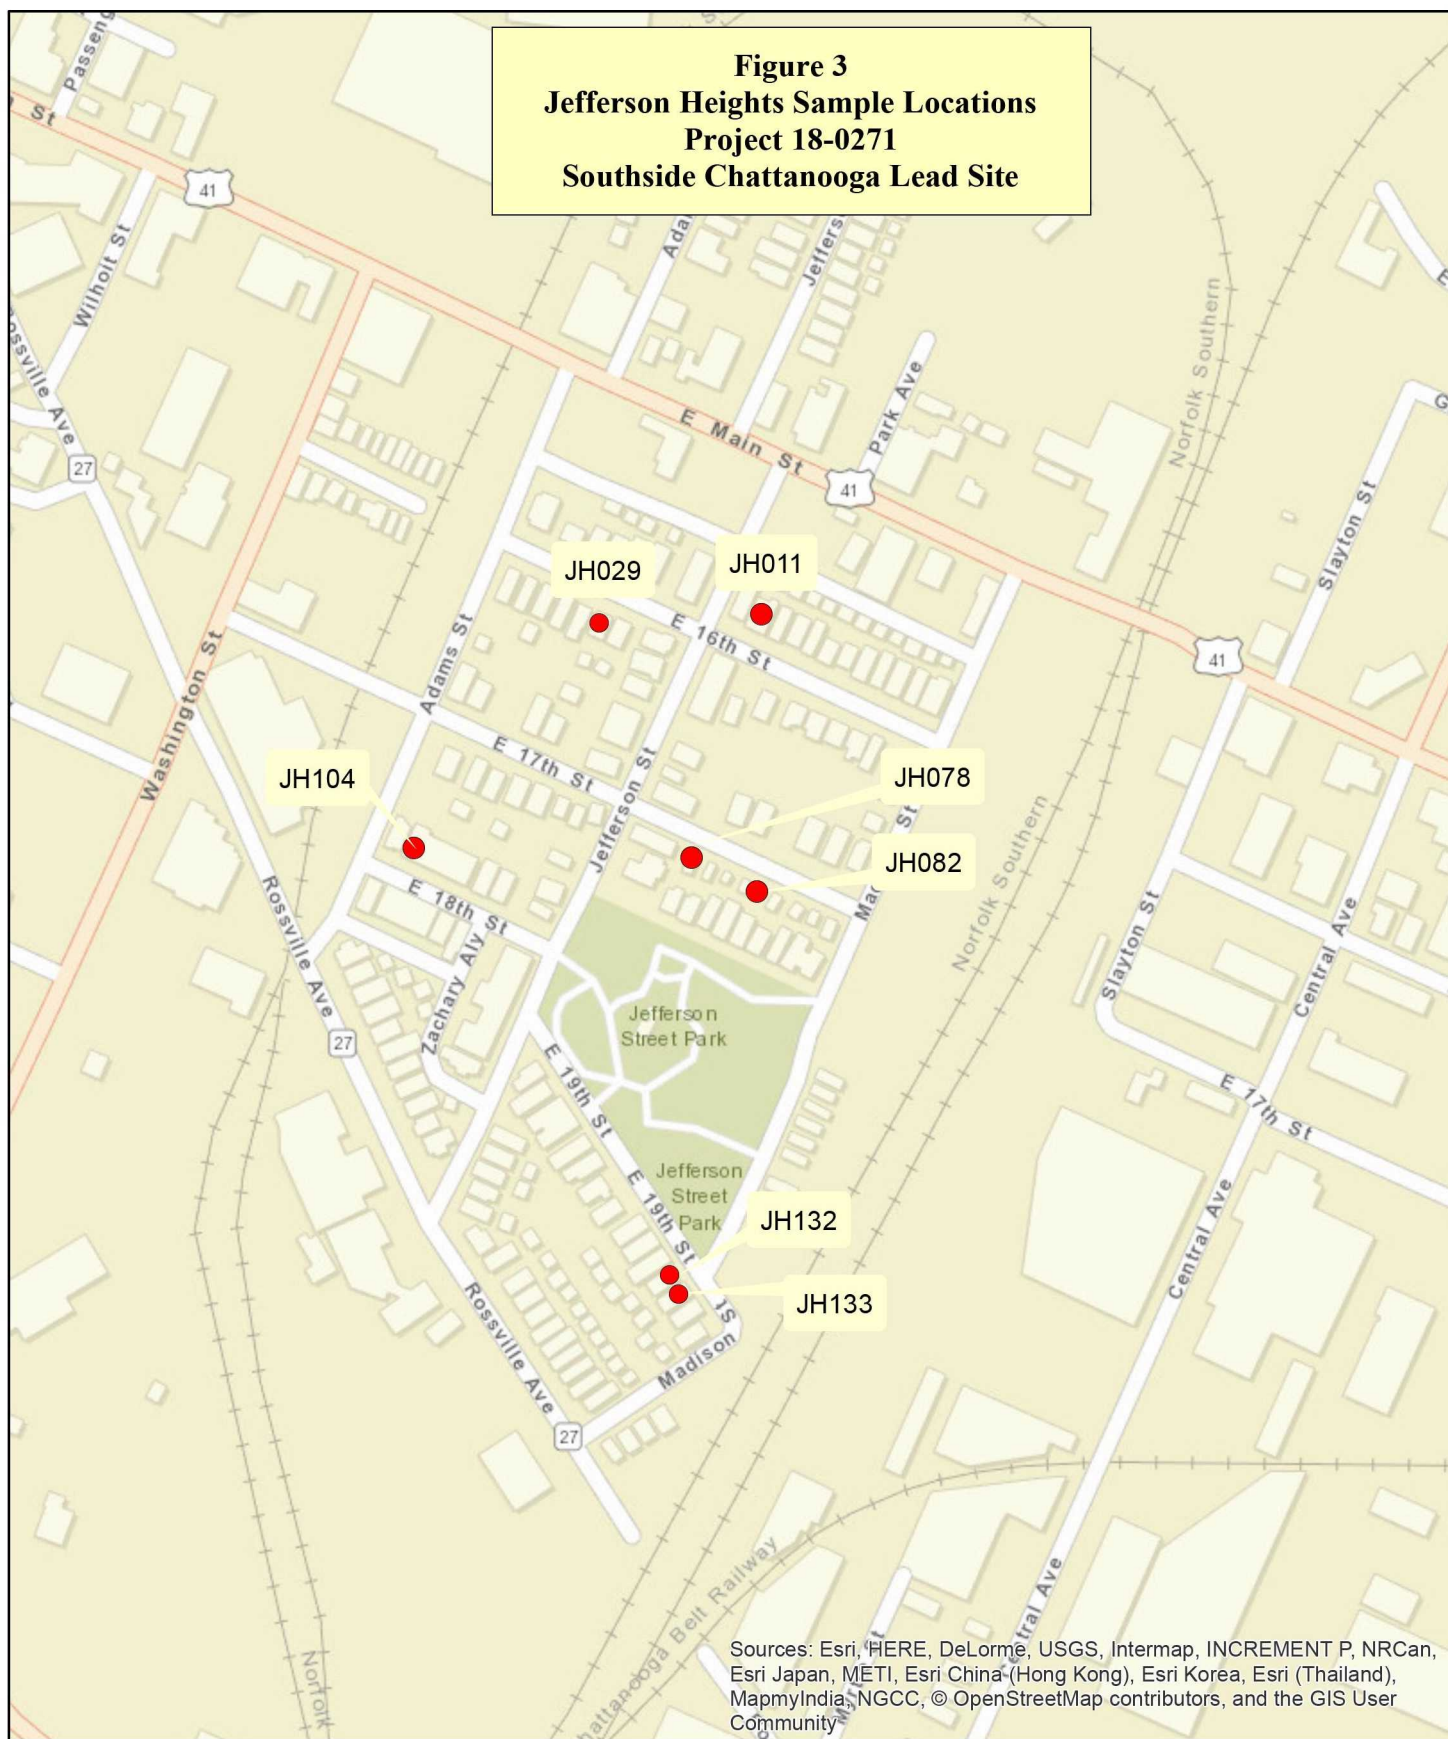 Figure 3
Jefferson Heights Sample Locations
Project 18-0271
Southside Chattanooga Lead Site
Passeng
St
41
Wilholt St
Rossville Ave
27
Washington St
Adams St
Jefferson St
Park Ave
E Main St
41
Norfolk Southern
Slayton St
41
JH029
JH011
E 16th St
E 17th St
JH104
JH078
JH082
E 18th St
Zachary Aly
Rossville Ave
27
Jefferson
Street Park
E 19th St
Norfolk Southern
Slayton St
Central Ave
E 17th St
Jefferson
Street
Park
E 19th St
JH132
JH133
Madison St
Rossville Ave
27
Central Ave
Central Ave
Norfolk
Chattanooga Belt Railway
Sources: Esri, HERE, DeLorme, USGS, Intermap, INCREMENT P, NRCan,
Esri Japan, METI, Esri China (Hong Kong), Esri Korea, Esri (Thailand),
MapmyIndia, NGCC, © OpenStreetMap contributors, and the GIS User
Community